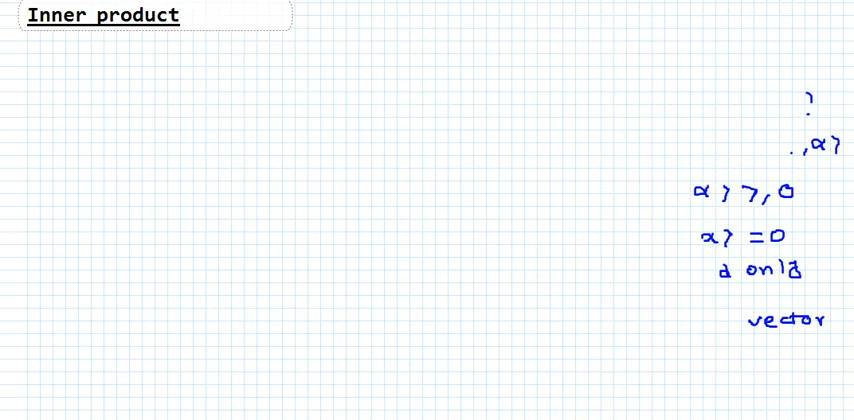 Inner product
?
., α>
α > ≥, 0
α> = 0
d only
vector